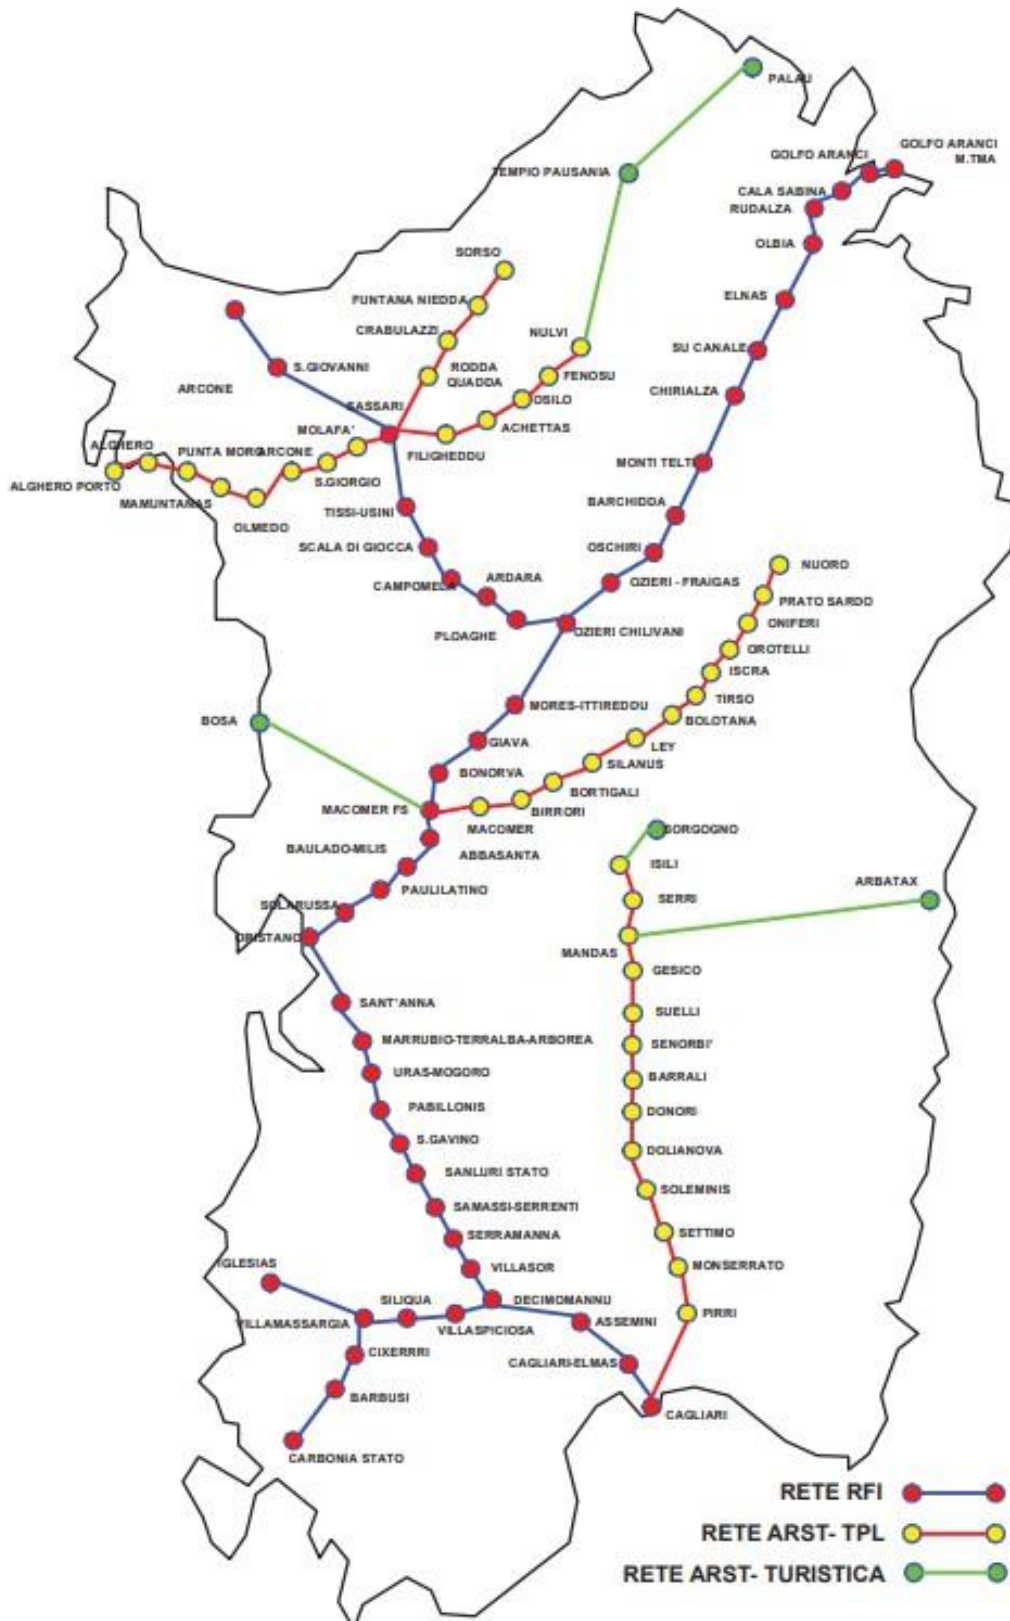 PALAU
GOLFO ARANCI
GOLFO ARANCI
M.TMA
TEMPIO PAUSANIA
CALA SABINA
RUDALZA
OLBIA
SORSO
ELNAS
FUNTANA NIEDDA
CRABULAZZI
NULVI
SU CANALE
S.GIOVANNI
RODDA
QUADDA
FENOSU
ARCONE
CHIRIALZA
OSILO
SASSARI
ACHETTAS
MOLAFA'
ALGHERO
PUNTA MORO
ARCONE
FILIGHEDDU
MONTI TELTI
ALGHERO PORTO
S.GIORGIO
MAMUNTANAS
BARCHIDDA
TISSI-USINI
OLMEDO
SCALA DI GIOCCA
OSCHIRI
NUORO
ARDARA
CAMPOMELA
OZIERI - FRAIGAS
PRATO SARDO
ONIFERI
PLOAGHE
OZIERI CHILIVANI
OROTELLI
ISCRA
TIRSO
MORES-ITTIREDDU
BOSA
BOLOTANA
GIAVA
LEY
SILANUS
BONORVA
BORTIGALI
MACOMER FS
BIRRORI
MACOMER
SORGOGNO
BAULADO-MILIS
ABBASANTA
ISILI
ARBATAX
PAULILATINO
SERRI
SOLARUSSA
ORISTANO
MANDAS
GESICO
SANT'ANNA
SUELLI
MARRUBIO-TERRALBA-ARBOREA
SENORBI'
URAS-MOGORO
BARRALI
PABILLONIS
DONORI
S.GAVINO
DOLIANOVA
SANLURI STATO
SOLEMINIS
SAMASSI-SERRENTI
SETTIMO
SERRAMANNA
IGLESIAS
VILLASOR
MONSERRATO
SILIQUA
DECIMOMANNU
PIRRI
VILLAMASSARGIA
VILLASPICIOSA
ASSEMINI
CIXERRRI
CAGLIARI-ELMAS
BARBUSI
CAGLIARI
CARBONIA STATO
RETE RFI
RETE ARST- TPL
RETE ARST- TURISTICA